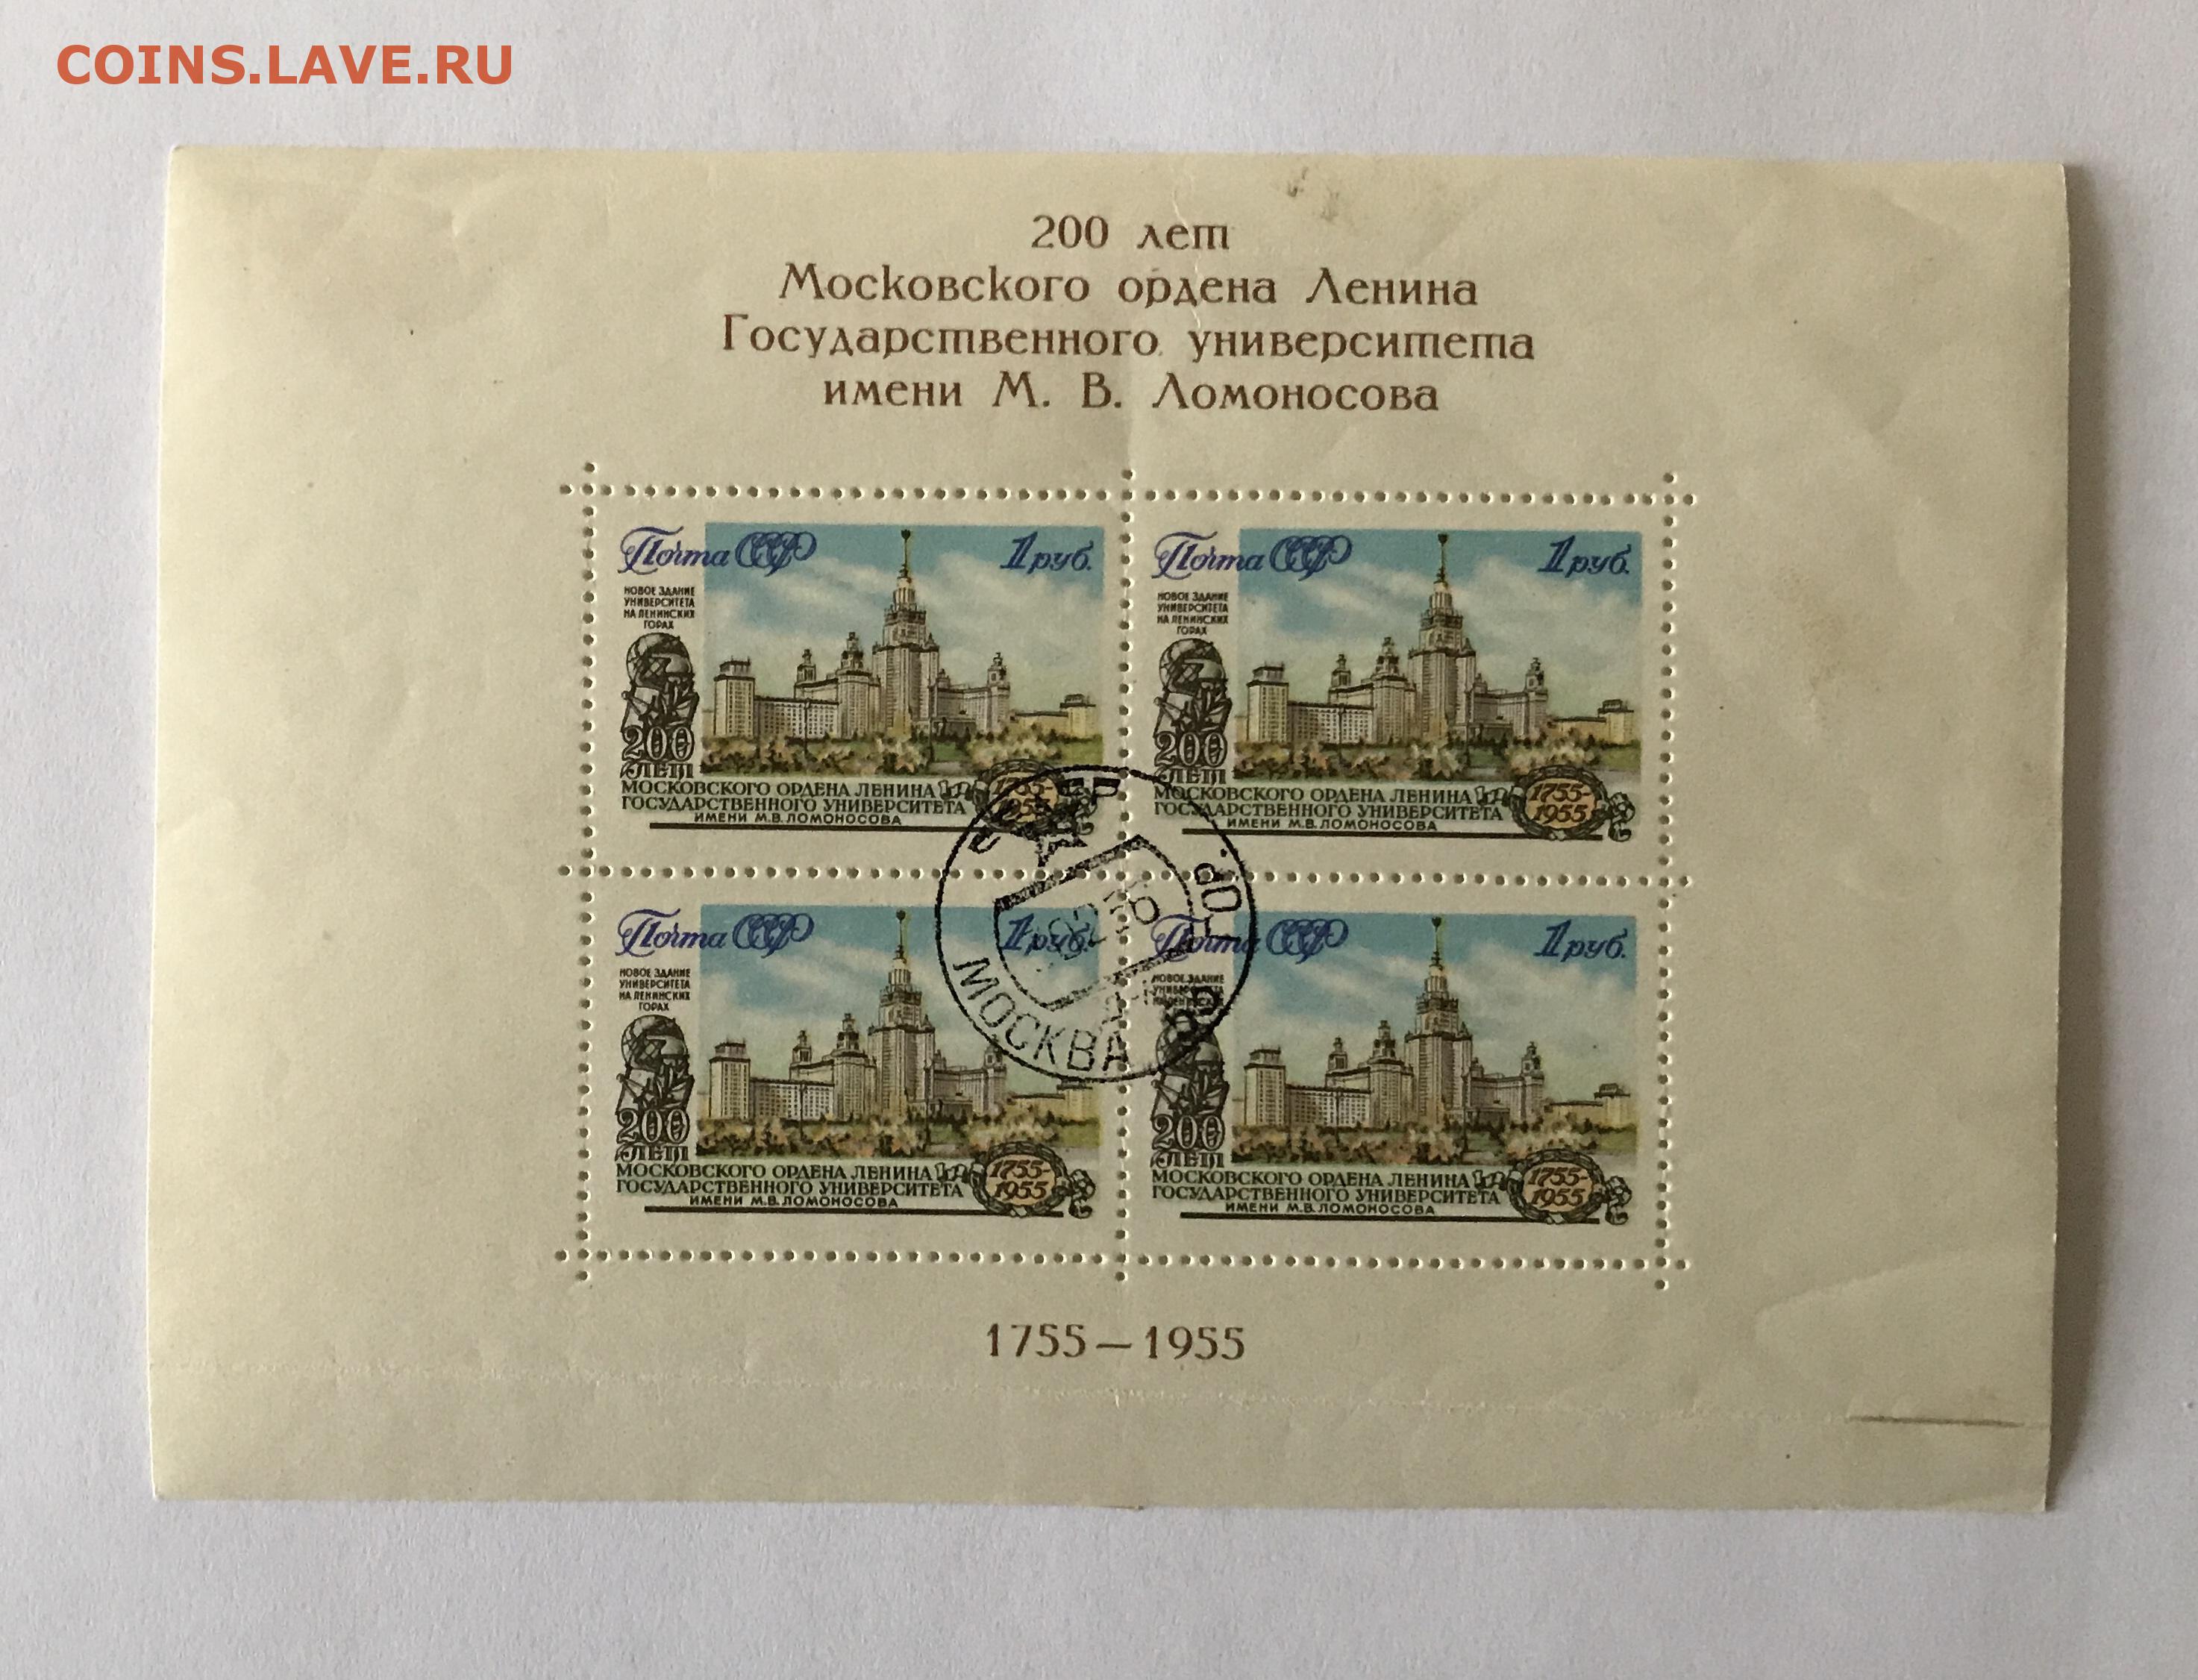 COINS.LAVE.RU
200 лет
Московского ордена Ленина
Государственного университета
имени М. В. Ломоносова
Почта СССР 1 руб.
НОВОЕ ЗДАНИЕ
УНИВЕРСИТЕТА
НА ЛЕНИНСКИХ
ГОРАХ
200
ЛЕТ
МОСКОВСКОГО ОРДЕНА ЛЕНИНА
ГОСУДАРСТВЕННОГО УНИВЕРСИТЕТА
ИМЕНИ М.В.ЛОМОНОСОВА
1755-
1955
Почта СССР 1 руб.
НОВОЕ ЗДАНИЕ
УНИВЕРСИТЕТА
НА ЛЕНИНСКИХ
ГОРАХ
200
ЛЕТ
МОСКОВСКОГО ОРДЕНА ЛЕНИНА
ГОСУДАРСТВЕННОГО УНИВЕРСИТЕТА
ИМЕНИ М.В.ЛОМОНОСОВА
1755-
1955
МОСКВА
Почта СССР 1 руб.
НОВОЕ ЗДАНИЕ
УНИВЕРСИТЕТА
НА ЛЕНИНСКИХ
ГОРАХ
200
ЛЕТ
МОСКОВСКОГО ОРДЕНА ЛЕНИНА
ГОСУДАРСТВЕННОГО УНИВЕРСИТЕТА
ИМЕНИ М.В.ЛОМОНОСОВА
1755-
1955
Почта СССР 1 руб.
НОВОЕ ЗДАНИЕ
200
ЛЕТ
МОСКОВСКОГО ОРДЕНА ЛЕНИНА
ГОСУДАРСТВЕННОГО УНИВЕРСИТЕТА
ИМЕНИ М.В.ЛОМОНОСОВА
1755-
1955
1755—1955